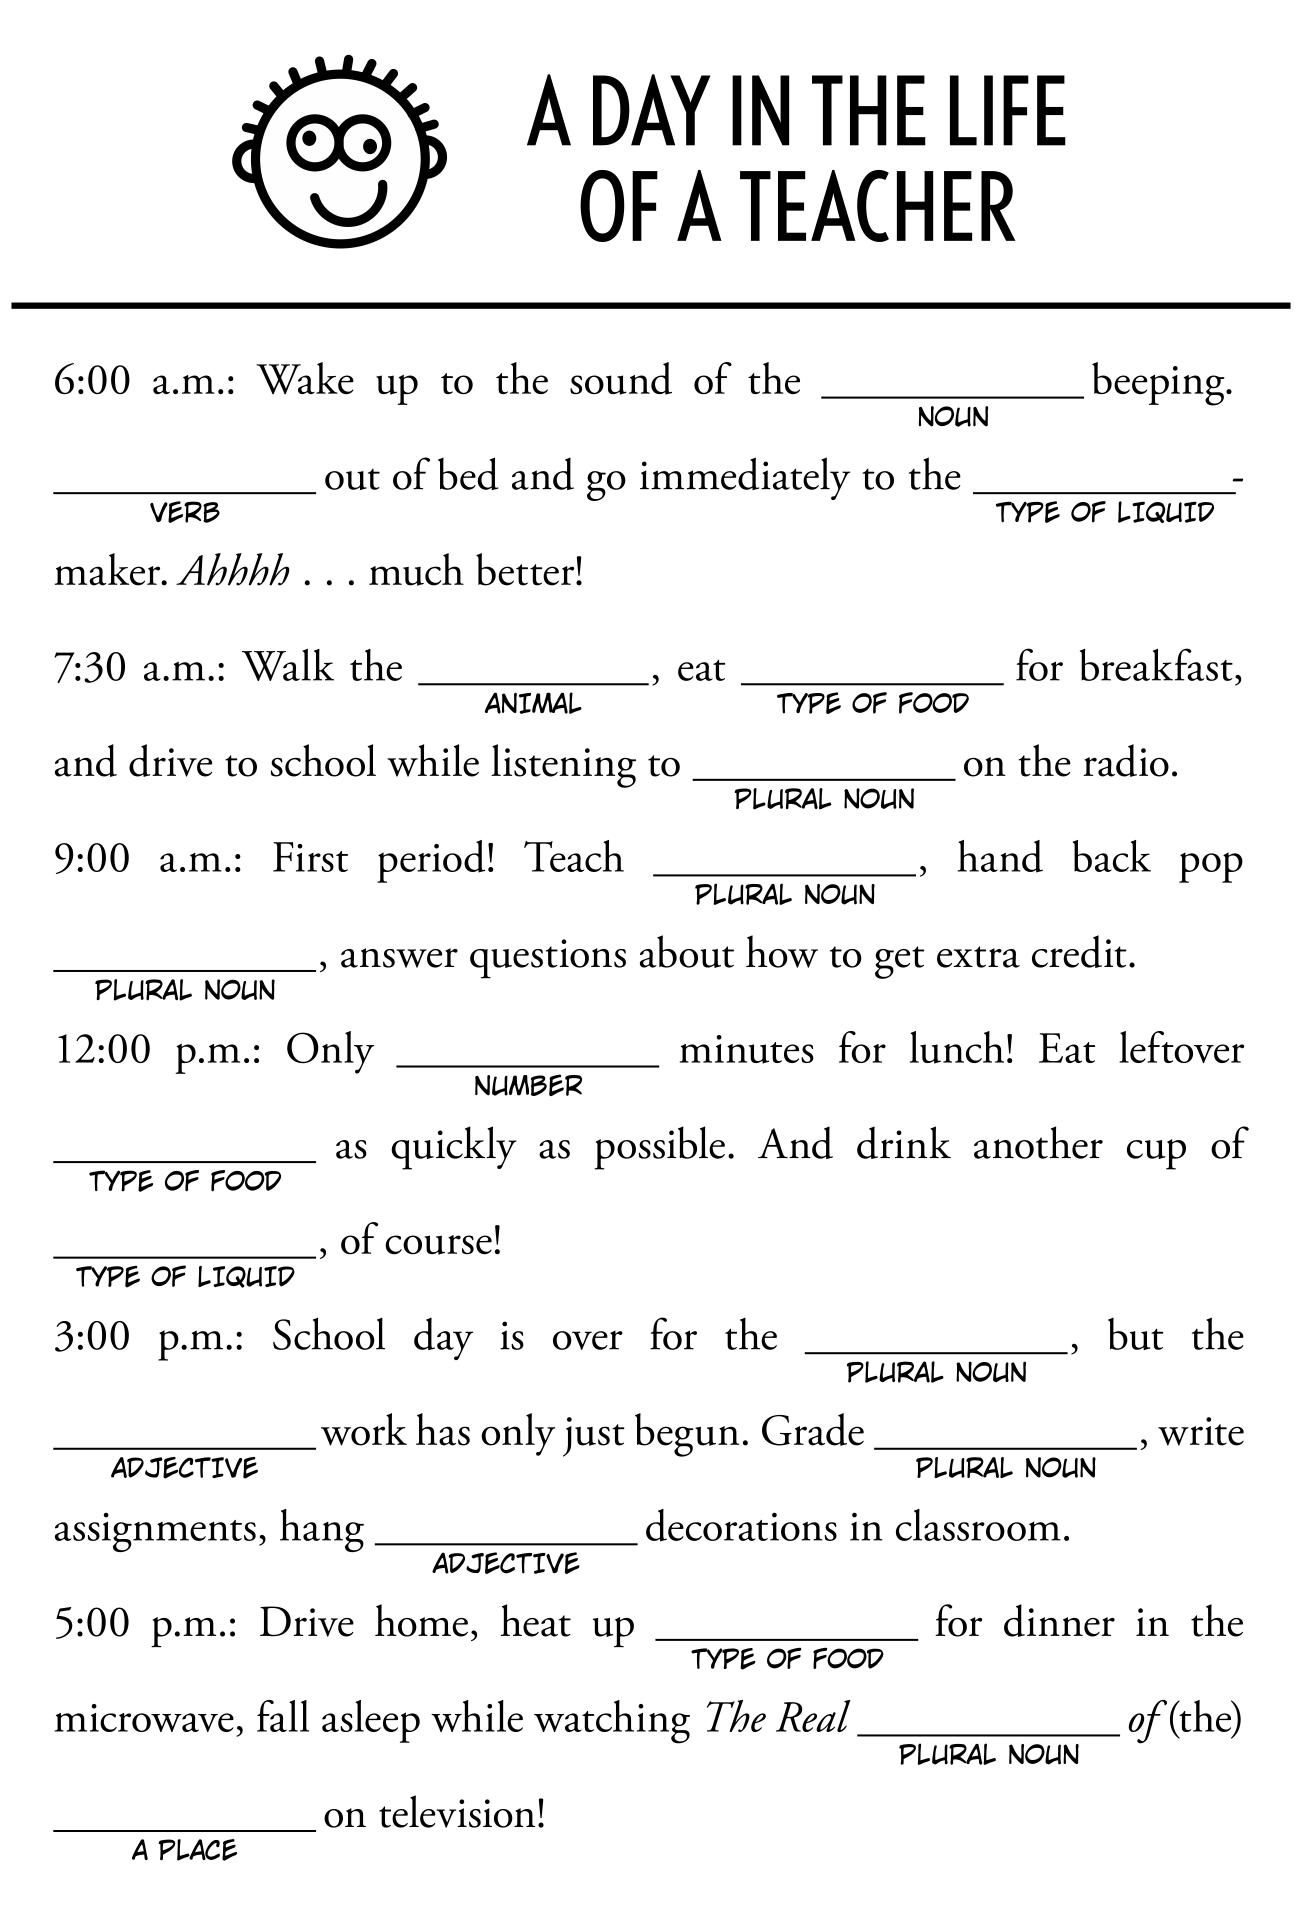 A DAY IN THE LIFE
OF A TEACHER
6:00 a.m.: Wake up to the sound of the ____________ beeping.
NOUN
____________ out of bed and go immediately to the ____________-
VERB TYPE OF LIQUID
maker. Ahhhh . . . much better!
7:30 a.m.: Walk the ____________, eat ____________ for breakfast,
ANIMAL TYPE OF FOOD
and drive to school while listening to ____________ on the radio.
PLURAL NOUN
9:00 a.m.: First period! Teach ____________, hand back pop
PLURAL NOUN
____________, answer questions about how to get extra credit.
PLURAL NOUN
12:00 p.m.: Only ____________ minutes for lunch! Eat leftover
NUMBER
____________ as quickly as possible. And drink another cup of
TYPE OF FOOD
____________, of course!
TYPE OF LIQUID
3:00 p.m.: School day is over for the ____________, but the
PLURAL NOUN
____________ work has only just begun. Grade ____________, write
ADJECTIVE PLURAL NOUN
assignments, hang ____________ decorations in classroom.
ADJECTIVE
5:00 p.m.: Drive home, heat up ____________ for dinner in the
TYPE OF FOOD
microwave, fall asleep while watching The Real ____________ of (the)
PLURAL NOUN
____________ on television!
A PLACE